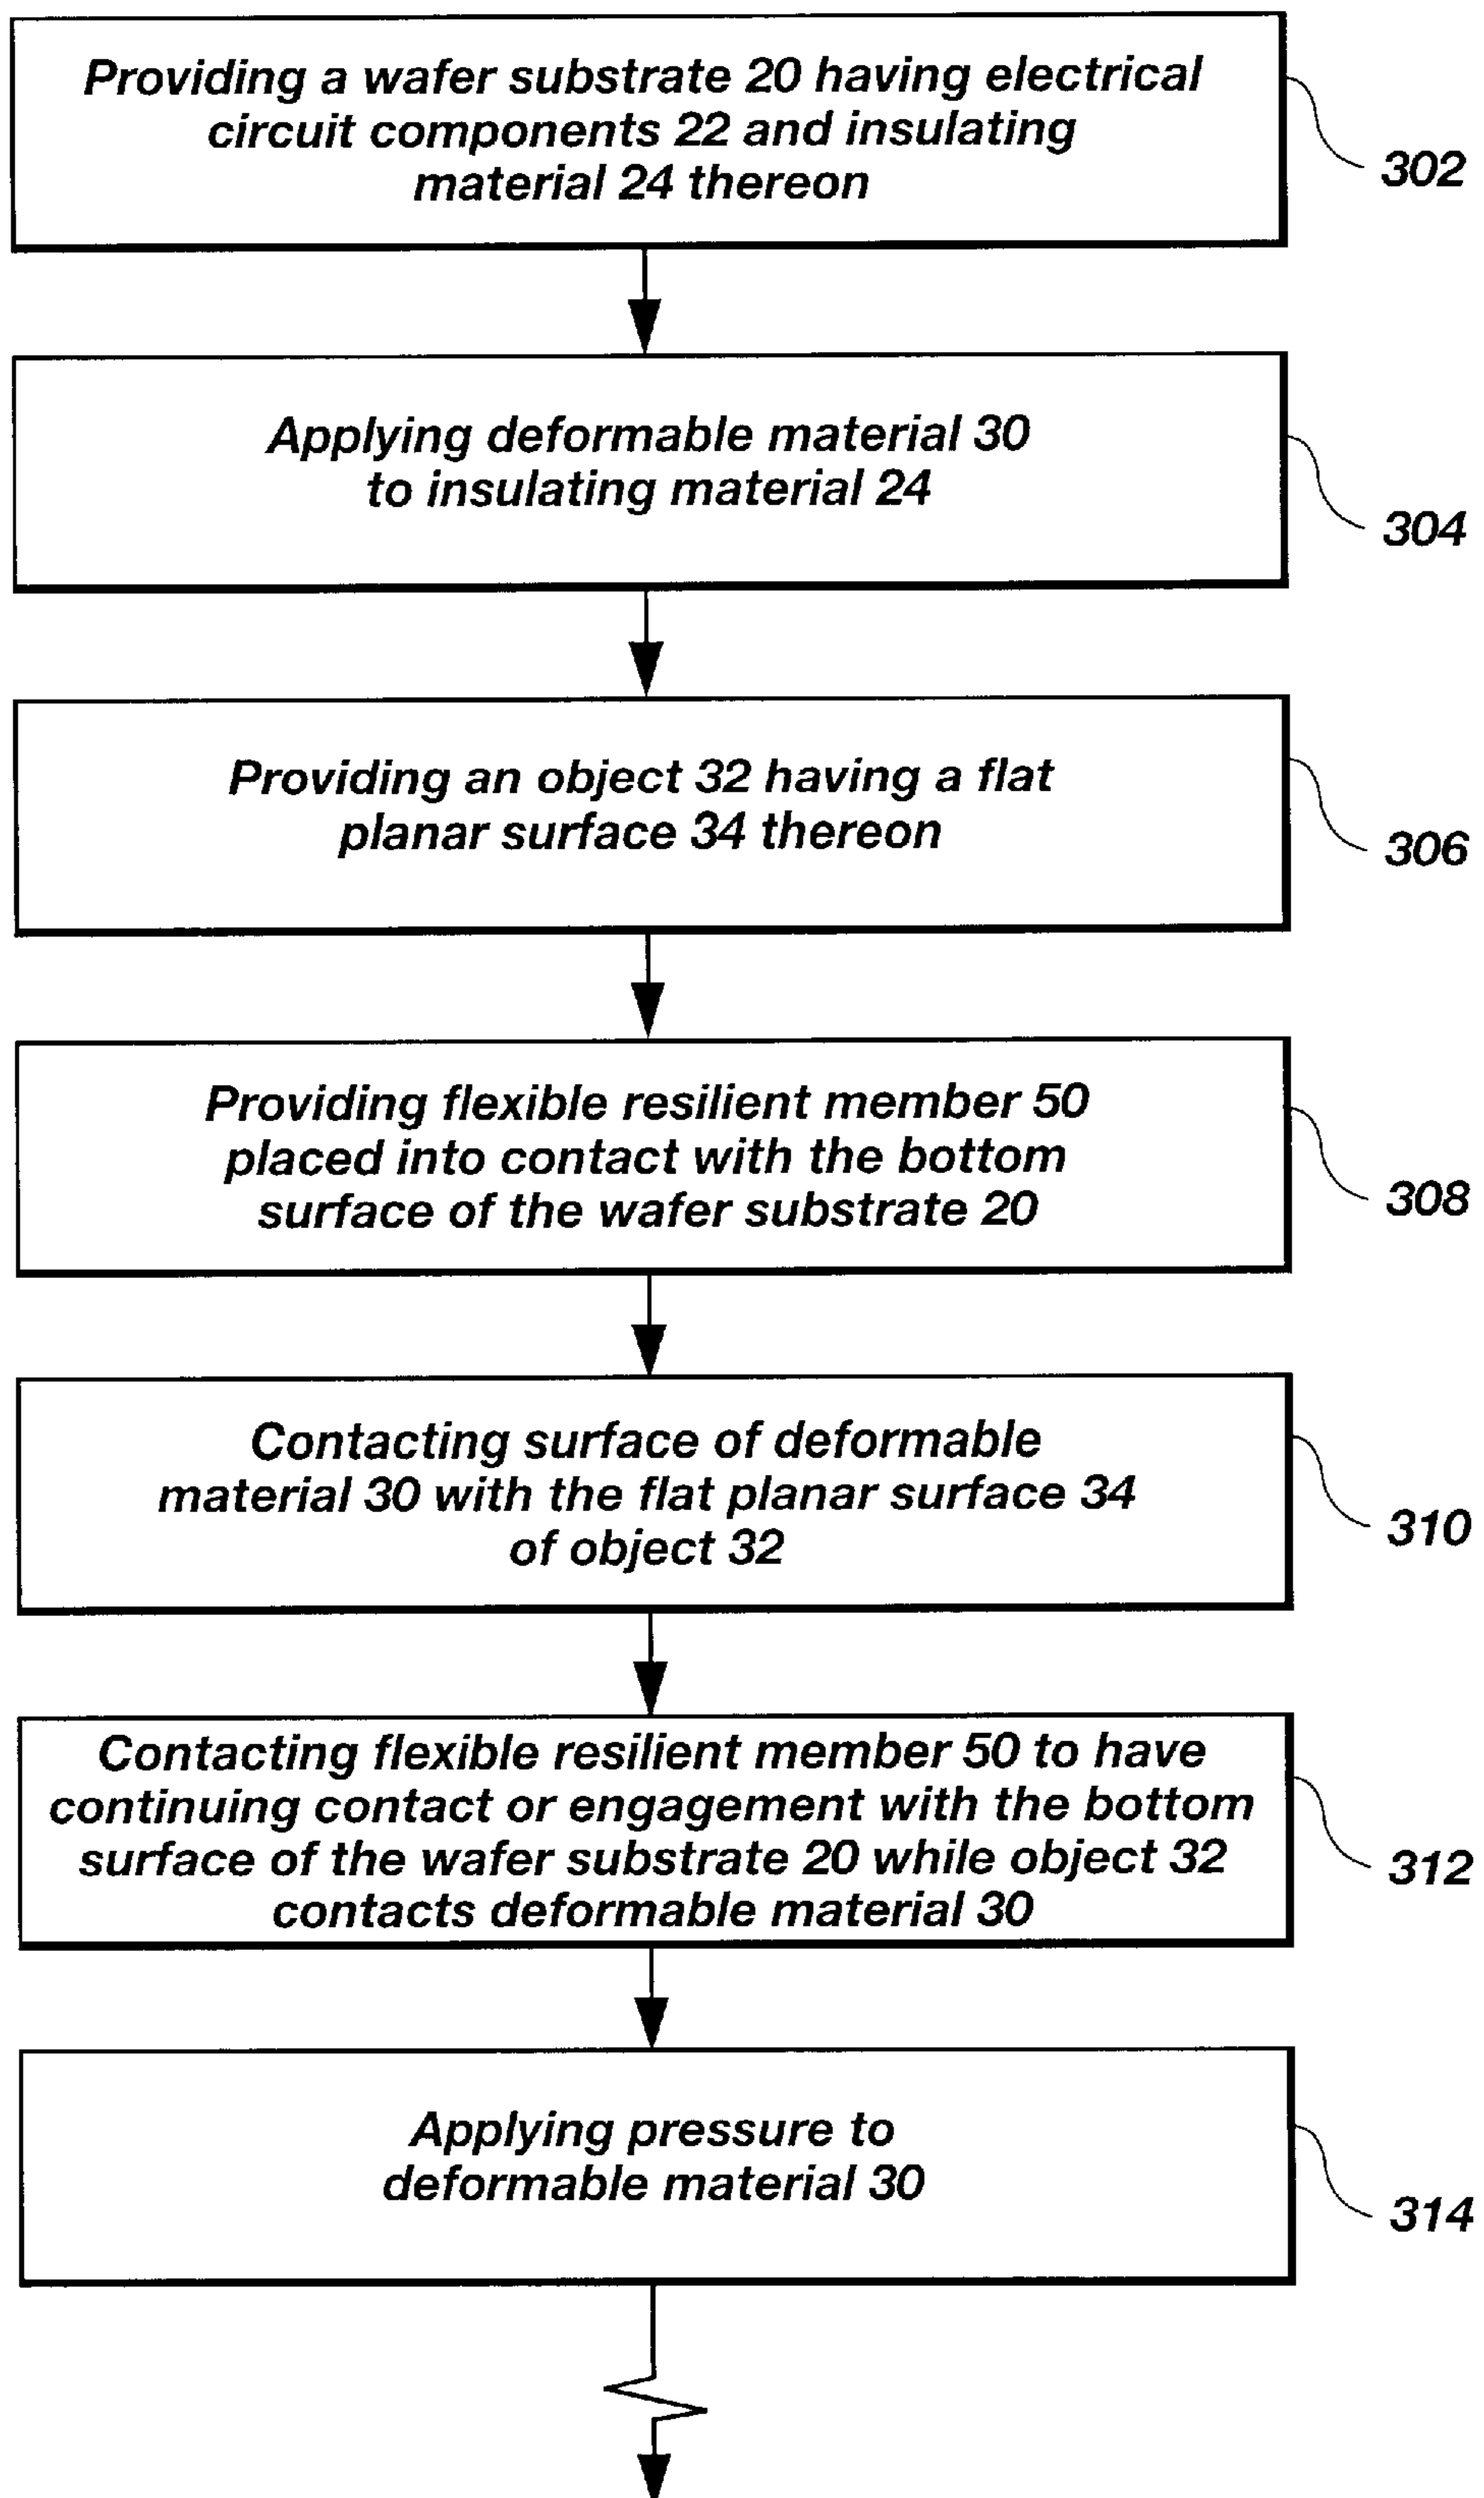 Providing a wafer substrate 20 having electrical
circuit components 22 and insulating
material 24 thereon
302
Applying deformable material 30
to insulating material 24
304
Providing an object 32 having a flat
planar surface 34 thereon
306
Providing flexible resilient member 50
placed into contact with the bottom
surface of the wafer substrate 20
308
Contacting surface of deformable
material 30 with the flat planar surface 34
of object 32
310
Contacting flexible resilient member 50 to have
continuing contact or engagement with the bottom
surface of the wafer substrate 20 while object 32
contacts deformable material 30
312
Applying pressure to
deformable material 30
314